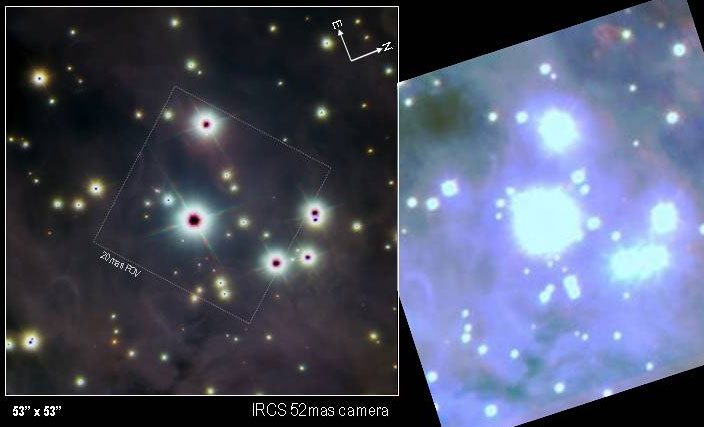 E
N
20mas FOV
53" x 53"
IRCS 52mas camera